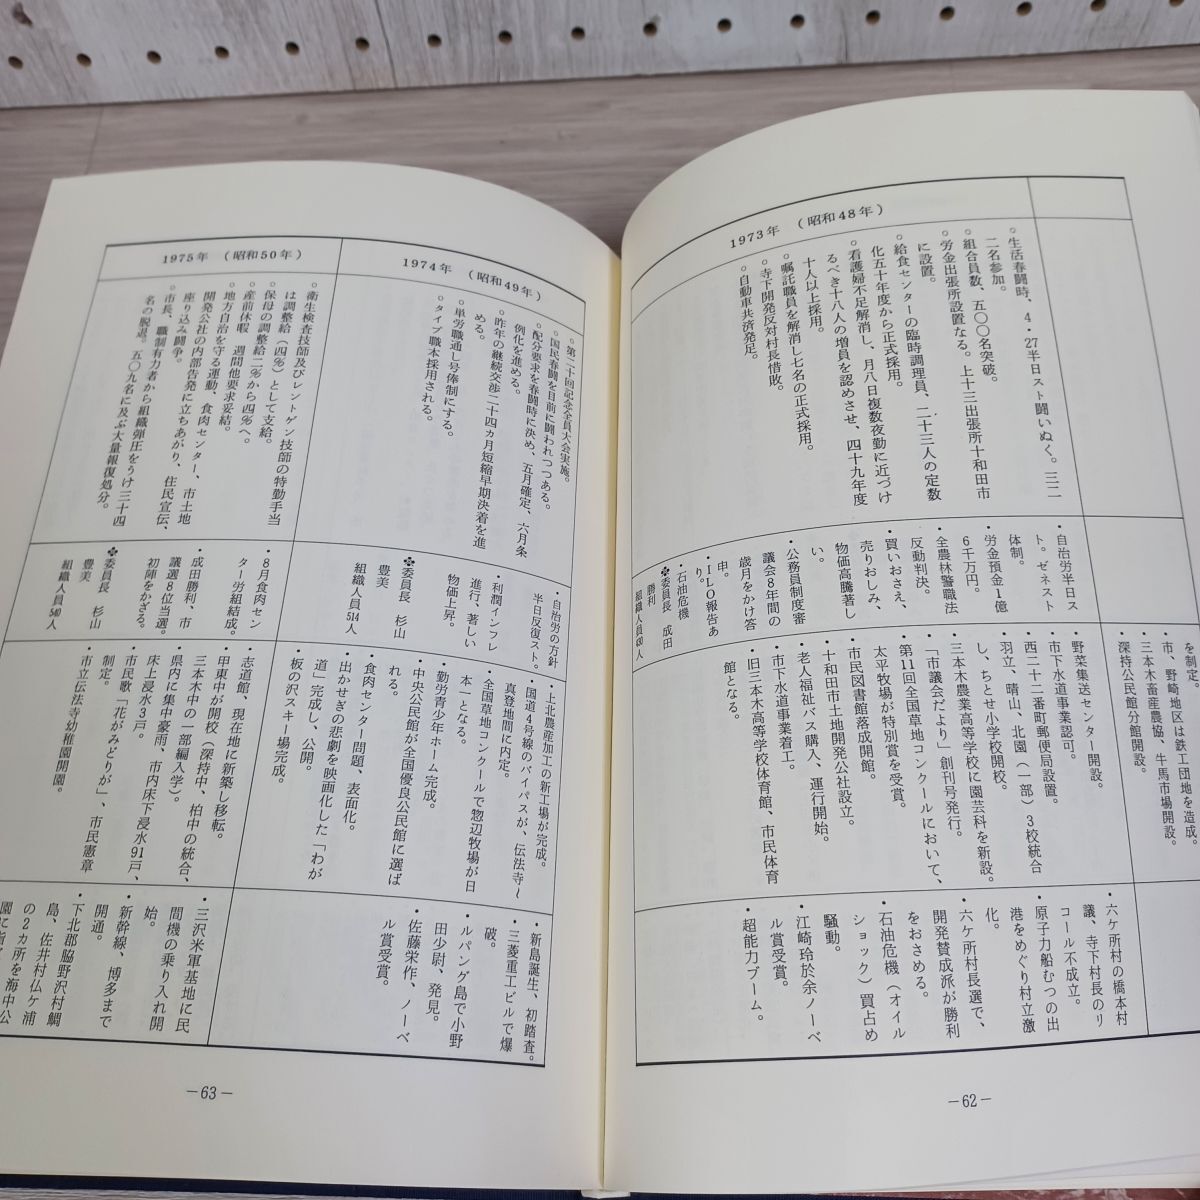 を制定。
市、野崎地区は鉄工団地を造成。
三本木畜産農協　牛馬市場開設。
深持公民館分館開設。
1973年　（昭和48年）
○生活春闘時、4・27半日スト闘いぬく。三二
二名参加。
○組合員数、五〇〇名突破。
○労金出張所設置なる。上十三出張所十和田市
に設置。
○給食センターの臨時調理員、二十三人の定数
化五十年度から正式採用。
○看護婦不足解消し、月八日複数夜勤に近づけ
るべき十八人の増員を認めさせ、四十九年度
十人以上採用。
○嘱託職員を解消し七名の正式採用。
○寺下開発反対村長惜敗。
○自動車共済発足。
・自治労半日ス
ト。ゼネスト
体制。
・労金預金1億
6千万円。
・全農林警職法
反動判決。
・買いおさえ、
売りおしみ、
物価高騰著し
い。
・公務員制度審
議会8年間の
歳月をかけ答
申。
・ILO報告あ
り。
・石油危機
✤委員長　成田
勝利
組織人員630人
・野菜集送センター開設。
・市下水道事業認可。
・西二十二番町郵便局設置。
・羽立、晴山、北園（一部）3校統合
し、ちとせ小学校開校。
・三本木農業高等学校に園芸科を新設。
・「市議会だより」創刊号発行。
・第11回全国草地コンクールにおいて、
太平牧場が特別賞を受賞。
・市民図書館落成開館。
・十和田市土地開発公社設立。
・老人福祉バス購入、運行開始。
・市下水道事業着工。
・旧三本木高等学校体育館、市民体育
館となる。
・六ケ所村の橋本村
議、寺下村長のリ
コール不成立。
・原子力船むつの出
港をめぐり村立激
化。
・六ケ所村長選で、
開発賛成派が勝利
をおさめる。
・石油危機（オイル
ショック）買占め
騒動。
・江崎玲於奈ノーベ
ル賞受賞。
・超能力ブーム。
―62―
1974年　（昭和49年）
○第二十回記念全員大会実施。
○国民春闘を目前に闘われつつある。
○配分要求を春闘時に決め、五月確定、六月条
例化を進める。
○昨年の継続交渉二十四ヵ月短縮早期決着を進
める。
○単労職通し号俸制にする。
○タイプ職本採用される。
・自治労の方針
半日反復スト。
・利潤インフレ
進行、著しい
物価上昇。
✤委員長　杉山
豊美
組織人員514人
・上北農産加工の新工場が完成。
・国道4号線のバイパスが、伝法寺～
真登地間に内定。
・全国草地コンクールで惣辺牧場が日
本一となる。
・勤労青少年ホーム完成。
・中央公民館が全国優良公民館に選ば
れる。
・食肉センター問題、表面化。
・出かせぎの悲劇を映画化した「わが
道」完成し、公開。
・板の沢スキー場完成。
・新島誕生、初踏査。
・三菱重工ビルで爆
破。
・ルパング島で小野
田少尉、発見。
・佐藤栄作、ノーベ
ル賞受賞。
1975年　（昭和50年）
○衛生検査技師及びレントゲン技師の特勤手当
は調整給（四％）として支給。
○保母の調整給二％から四％へ。
○産前休暇　週間他要求妥結。
○地方自治を守る運動、食肉センター、市土地
開発公社の内部告発に立ちあがり、住民宣伝、
座り込み闘争。
○市長、職制有力者から組織弾圧をうけ三十四
名の脱退。五〇九名に及ぶ大量報復処分。
・8月食肉セン
ター労組結成。
・成田勝利、市
議選8位当選。
初陣をかざる。
✤委員長　杉山
豊美
組織人員540人
・志道館、現在地に新築し移転。
・甲東中が開校（深持中、柏中の統合、
三本木中の一部編入学）。
・県内に集中豪雨、市内床下浸水91戸、
床上浸水3戸。
・市民歌「花がみどりが」、市民憲章
制定。
・市立伝法寺幼稚園開園。
・三沢米軍基地に民
間機の乗り入れ開
始。
・新幹線、博多まで
開通。
・下北郡脇野沢村鯛
島、佐井村仏ケ浦
の2カ所を海中公
―63―